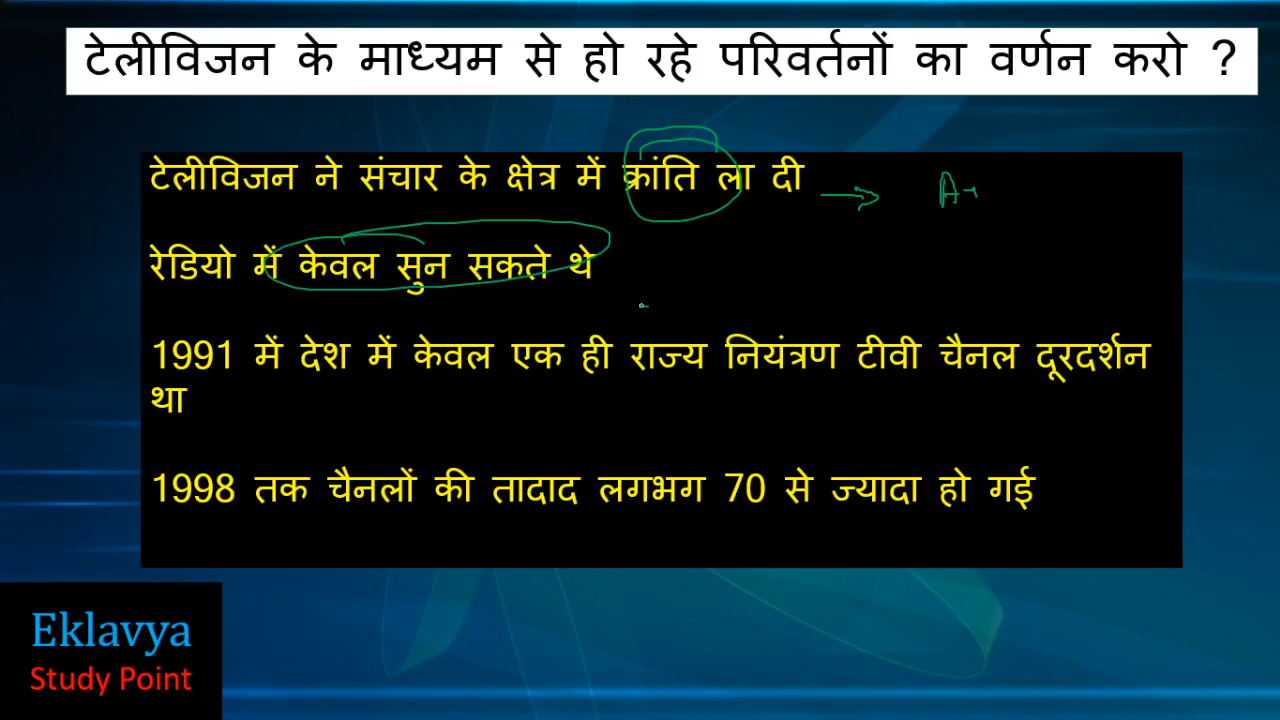 टेलीविजन के माध्यम से हो रहे परिवर्तनों का वर्णन करो ?
टेलीविजन ने संचार के क्षेत्र में क्रांति ला दी
रेडियो में केवल सुन सकते थे
1991 में देश में केवल एक ही राज्य नियंत्रण टीवी चैनल दूरदर्शन
था
1998 तक चैनलों की तादाद लगभग 70 से ज्यादा हो गई
Eklavya
Study Point